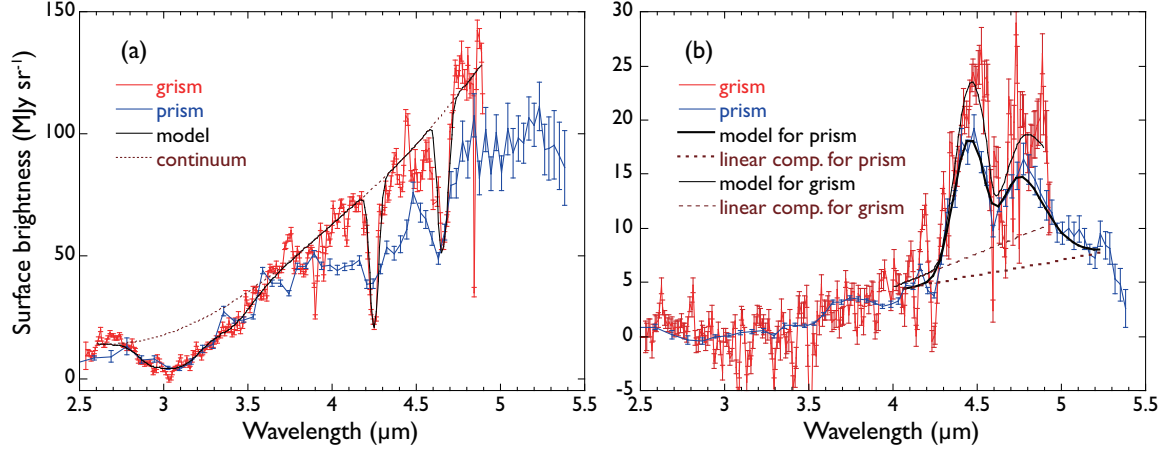 150
100
50
0
Surface brightness (MJy sr⁻¹)
(a)
grism
prism
model
continuum
2.5 3 3.5 4 4.5 5 5.5
Wavelength (µm)
30
25
20
15
10
5
0
-5
(b)
grism
prism
model for prism
linear comp. for prism
model for grism
linear comp. for grism
2.5 3 3.5 4 4.5 5 5.5
Wavelength (µm)